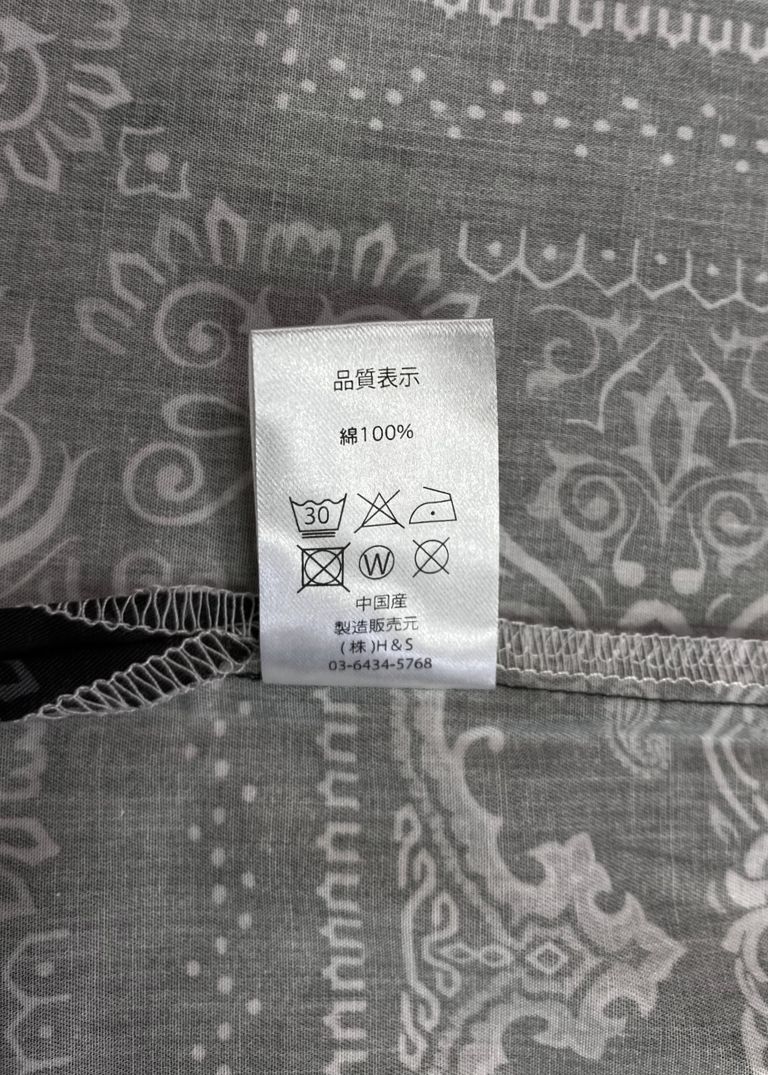 品質表示
綿100%
30
W
中国産
製造販売元
(株)H&S
03-6434-5768